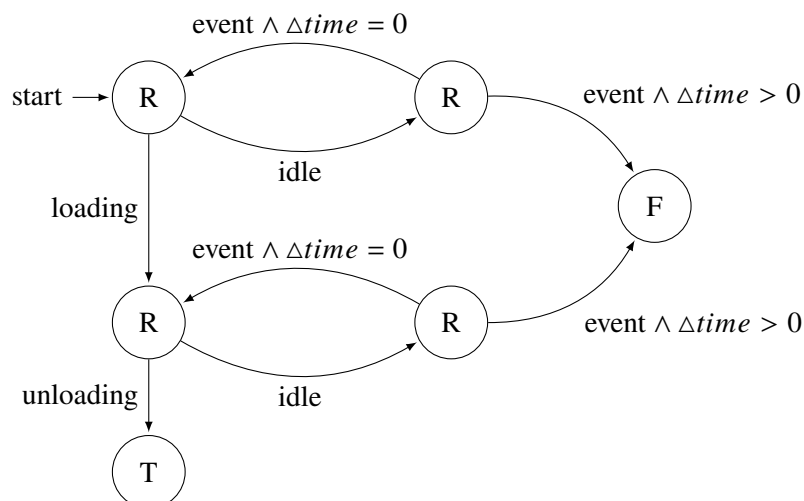 event ∧ △time = 0
start
R
R
event ∧ △time > 0
idle
F
loading
event ∧ △time = 0
R
R
event ∧ △time > 0
idle
unloading
T